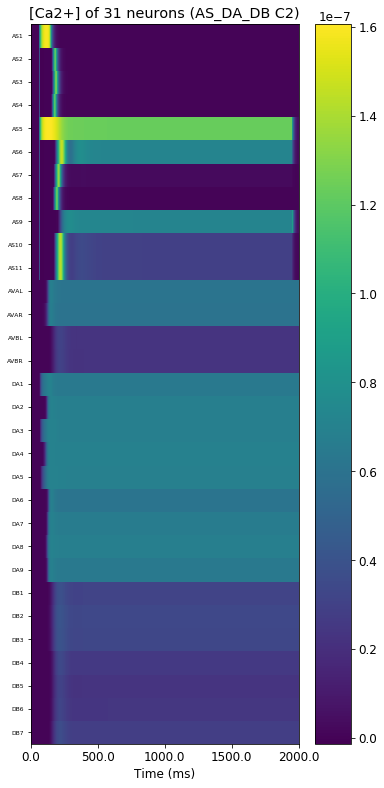 [Ca2+] of 31 neurons (AS_DA_DB C2)
1e−7
AS1
AS2
AS3
AS4
AS5
AS6
AS7
AS8
AS9
AS10
AS11
AVAL
AVAR
AVBL
AVBR
DA1
DA2
DA3
DA4
DA5
DA6
DA7
DA8
DA9
DB1
DB2
DB3
DB4
DB5
DB6
DB7
0.0 500.0 1000.0 1500.0 2000.0
Time (ms)
1.6
1.4
1.2
1.0
0.8
0.6
0.4
0.2
0.0